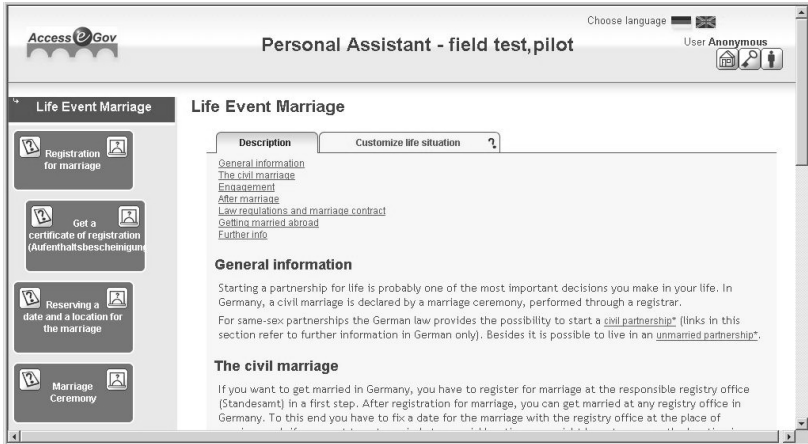 Choose language
Access eGov
Personal Assistant - field test,pilot
User Anonymous
Life Event Marriage
Registration
for marriage
Get a
certificate of registration
(Aufenthaltsbescheinigun
Reserving a
date and a location for
the marriage
Marriage
Ceremony
Life Event Marriage
Description
Customize life situation
?
General information
The civil marriage
Engagement
After marriage
Law regulations and marriage contract
Getting married abroad
Further info
General information
Starting a partnership for life is probably one of the most important decisions you make in your life. In
Germany, a civil marriage is declared by a marriage ceremony, performed through a registrar.
For same-sex partnerships the German law provides the possibility to start a civil partnership* (links in this
section refer to further information in German only). Besides it is possible to live in an unmarried partnership*.
The civil marriage
If you want to get married in Germany, you have to register for marriage at the responsible registry office
(Standesamt) in a first step. After registration for marriage, you can get married at any registry office in
Germany. To this end you have to fix a date for the marriage with the registry office at the place of